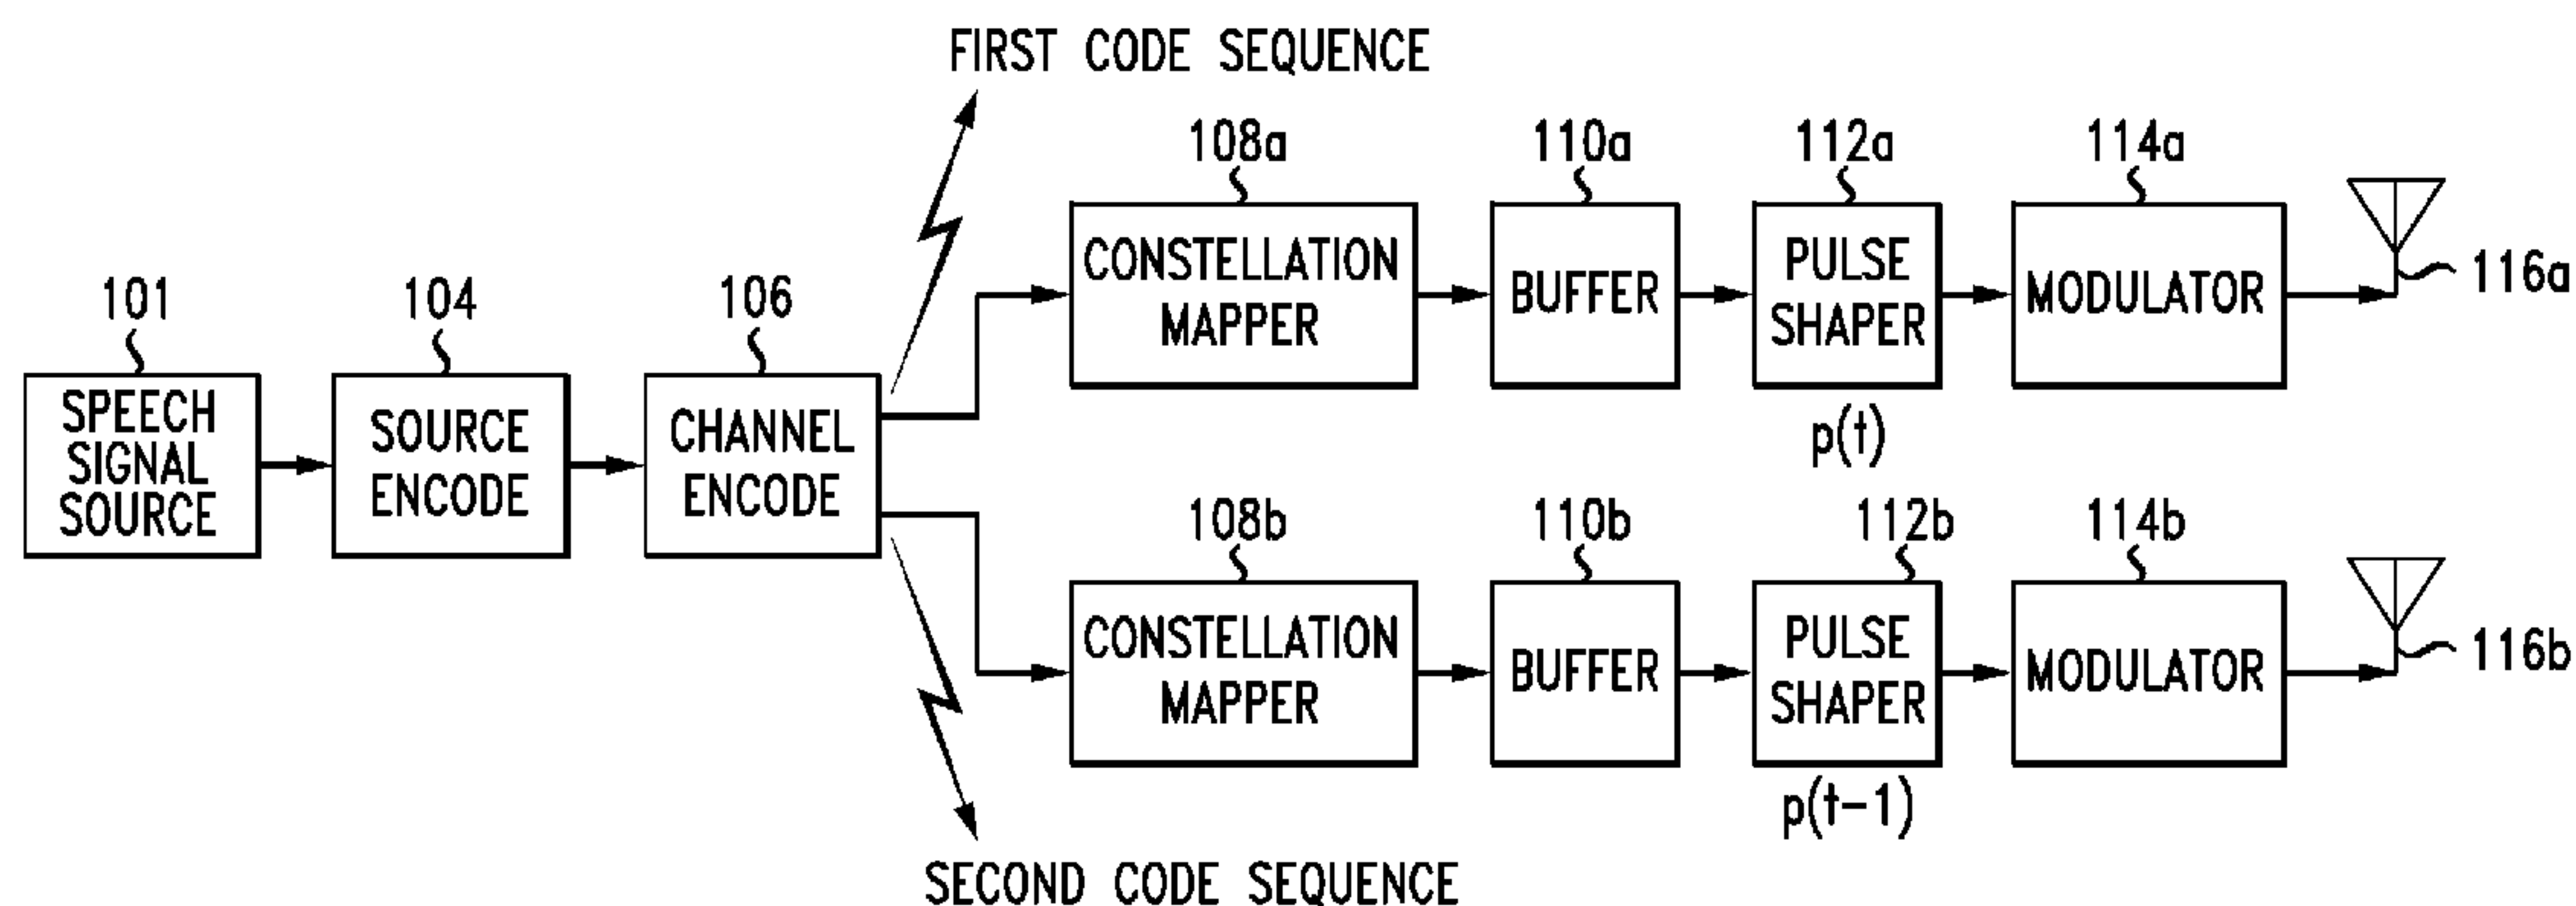 FIRST CODE SEQUENCE
108a
110a
112a
114a
116a
CONSTELLATION
MAPPER
BUFFER
PULSE
SHAPER
MODULATOR
p(t)
101
104
106
SPEECH
SIGNAL
SOURCE
SOURCE
ENCODE
CHANNEL
ENCODE
108b
110b
112b
114b
116b
CONSTELLATION
MAPPER
BUFFER
PULSE
SHAPER
MODULATOR
p(t-1)
SECOND CODE SEQUENCE